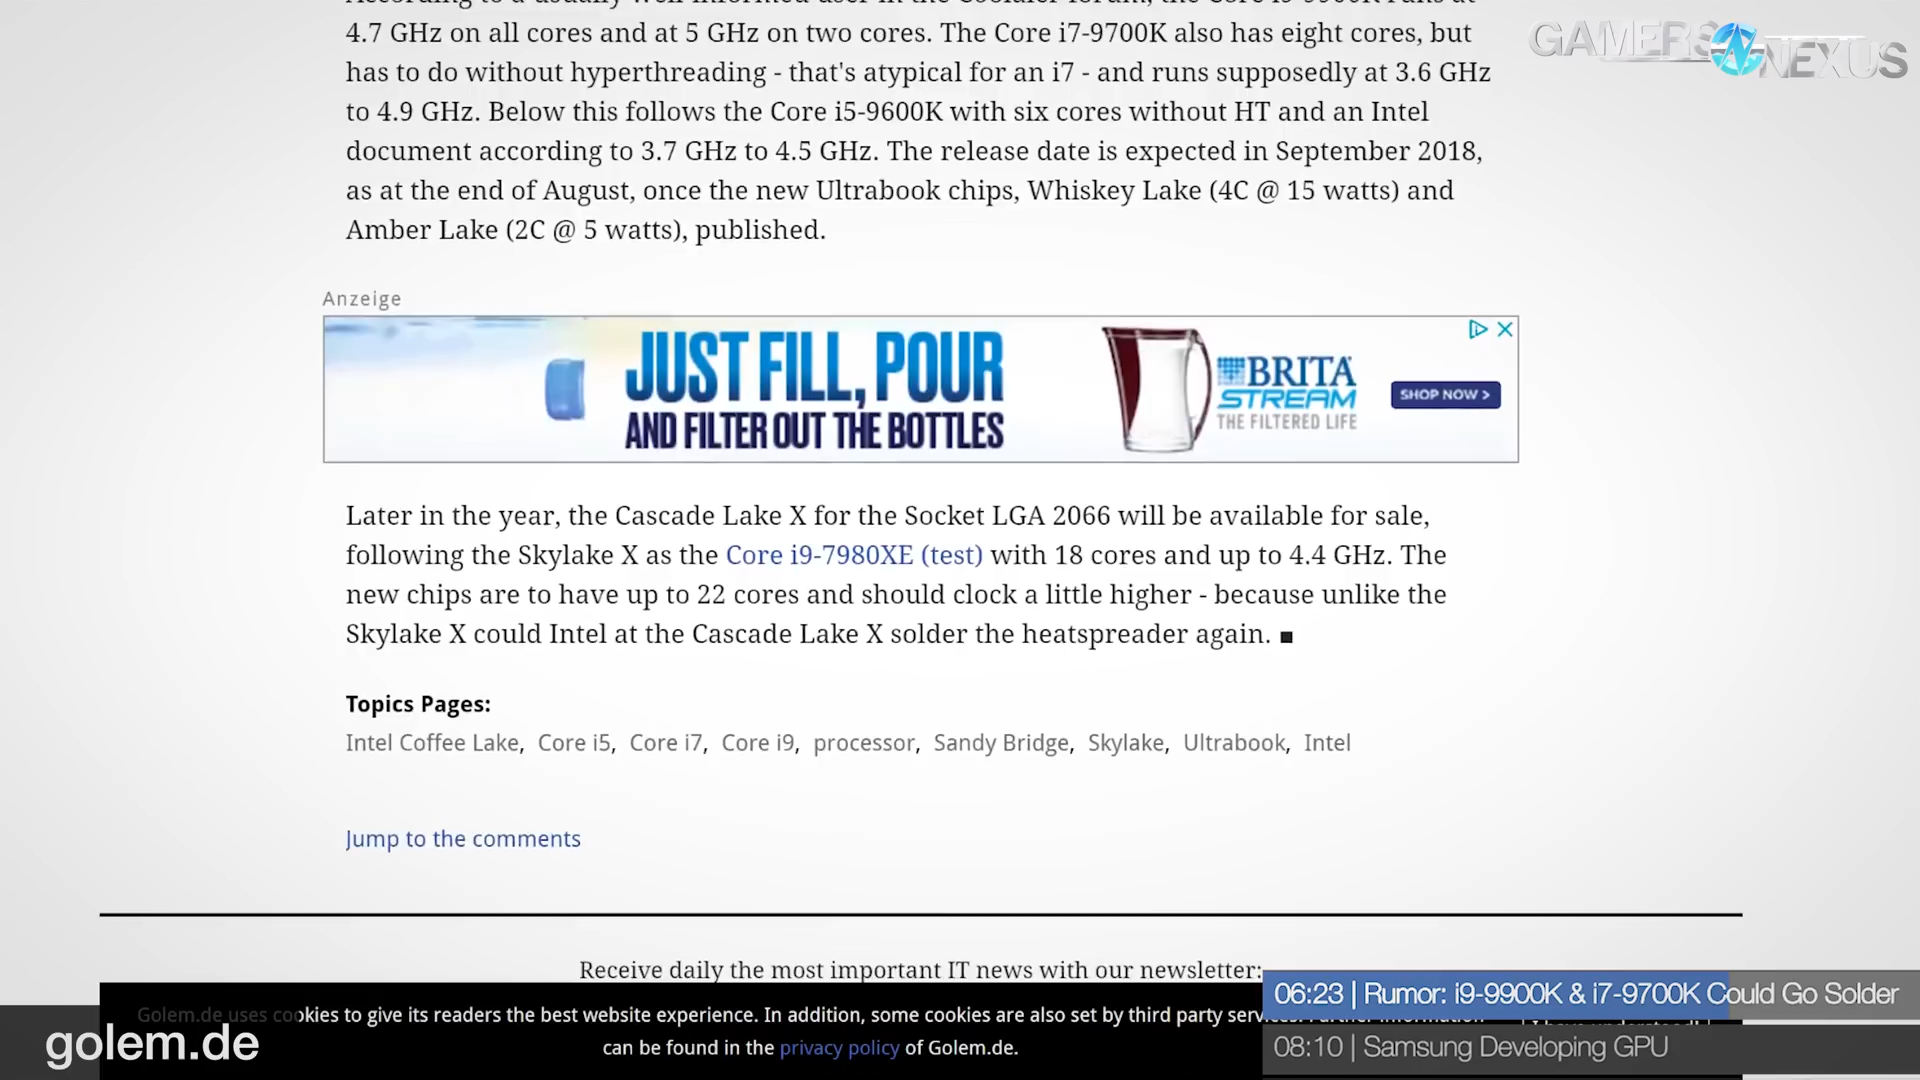 4.7 GHz on all cores and at 5 GHz on two cores. The Core i7-9700K also has eight cores, but
has to do without hyperthreading - that's atypical for an i7 - and runs supposedly at 3.6 GHz
to 4.9 GHz. Below this follows the Core i5-9600K with six cores without HT and an Intel
document according to 3.7 GHz to 4.5 GHz. The release date is expected in September 2018,
as at the end of August, once the new Ultrabook chips, Whiskey Lake (4C @ 15 watts) and
Amber Lake (2C @ 5 watts), published.
GAMERS NEXUS
Anzeige
JUST FILL, POUR
AND FILTER OUT THE BOTTLES
BRITA
STREAM
THE FILTERED LIFE
SHOP NOW >
Later in the year, the Cascade Lake X for the Socket LGA 2066 will be available for sale,
following the Skylake X as the Core i9-7980XE (test) with 18 cores and up to 4.4 GHz. The
new chips are to have up to 22 cores and should clock a little higher - because unlike the
Skylake X could Intel at the Cascade Lake X solder the heatspreader again. ■
Topics Pages:
Intel Coffee Lake, Core i5, Core i7, Core i9, processor, Sandy Bridge, Skylake, Ultrabook, Intel
Jump to the comments
Receive daily the most important IT news with our newsletter:
Golem.de uses cookies to give its readers the best website experience. In addition, some cookies are also set by third party
can be found in the privacy policy of Golem.de.
golem.de
06:23 | Rumor: i9-9900K & i7-9700K Could Go Solder
08:10 | Samsung Developing GPU